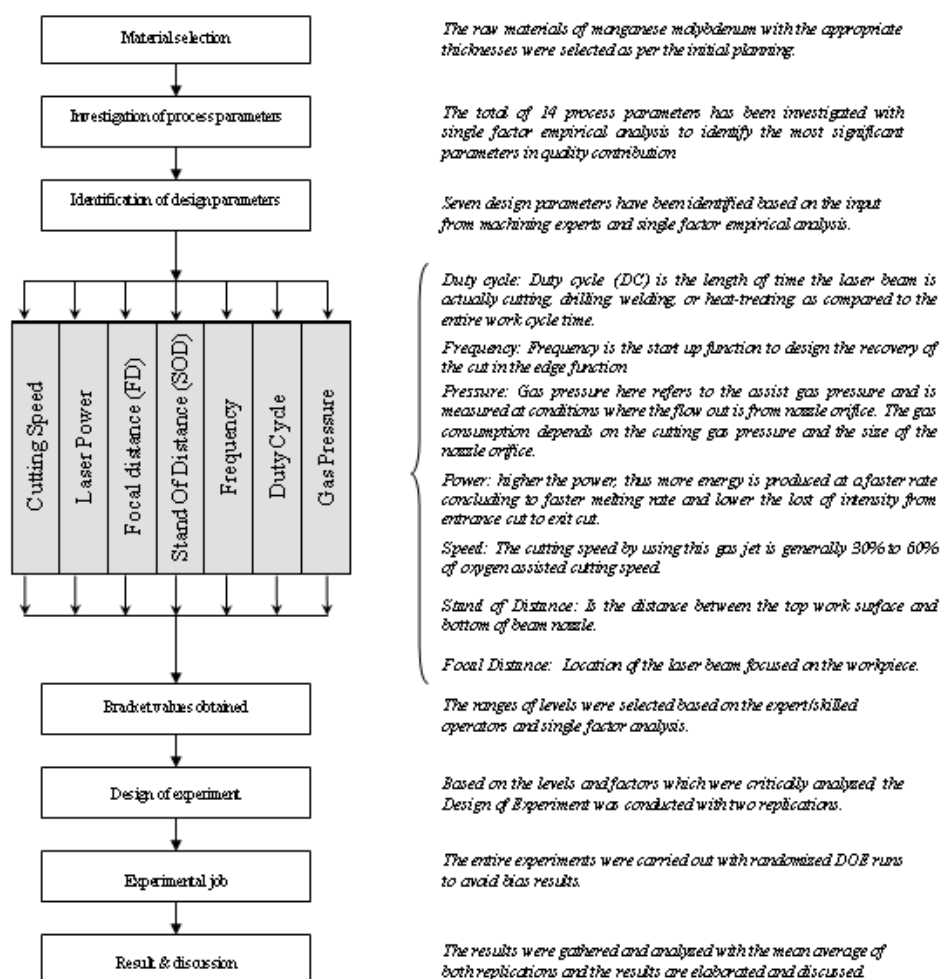 Material selection
The raw materials of manganese molybdenum with the appropriate
thicknesses were selected as per the initial planning.
Investigation of process parameters
The total of 14 process parameters has been investigated with
single factor empirical analysis to identify the most significant
parameters in quality contribution
Identification of design parameters
Seven design parameters have been identified based on the input
from machining experts and single factor empirical analysis.
Cutting Speed
Laser Power
Focal distance (FD)
Stand Of Distance (SOD)
Frequency
Duty Cycle
Gas Pressure
Duty cycle: Duty cycle (DC) is the length of time the laser beam is
actually cutting, drilling, welding, or heat-treating, as compared to the
entire work cycle time.
Frequency: Frequency is the start up function to design the recovery of
the cut in the edge function
Pressure: Gas pressure here refers to the assist gas pressure and is
measured at conditions where the flow out is from nozzle orifice. The gas
consumption depends on the cutting gas pressure and the size of the
nozzle orifice.
Power: higher the power, thus more energy is produced at a faster rate
concluding to faster melting rate and lower the lost of intensity from
entrance cut to exit cut.
Speed: The cutting speed by using this gas jet is generally 30% to 60%
of oxygen assisted cutting speed.
Stand of Distance: Is the distance between the top work surface and
bottom of beam nozzle.
Focal Distance: Location of the laser beam focused on the workpiece.
Bracket values obtained
The ranges of levels were selected based on the expert/skilled
operators and single factor analysis.
Design of experiment
Based on the levels and factors which were critically analyzed, the
Design of Experiment was conducted with two replications.
Experimental job
The entire experiments were carried out with randomized DOE runs
to avoid bias results.
Result & discussion
The results were gathered and analyzed with the mean average of
both replications and the results are elaborated and discussed.